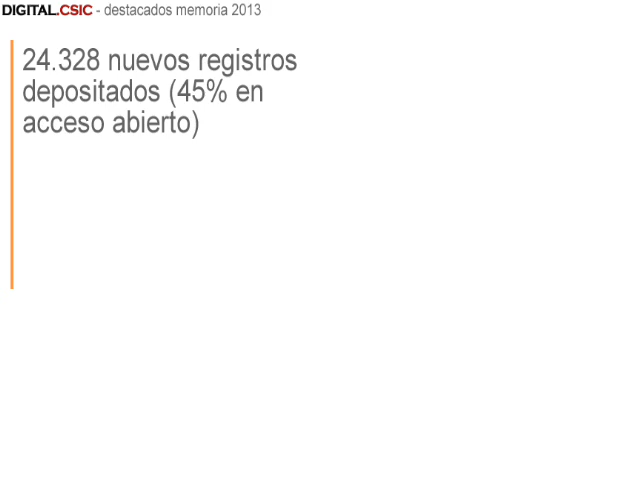 DIGITAL.CSIC - destacados memoria 2013
24.328 nuevos registros
depositados (45% en
acceso abierto)